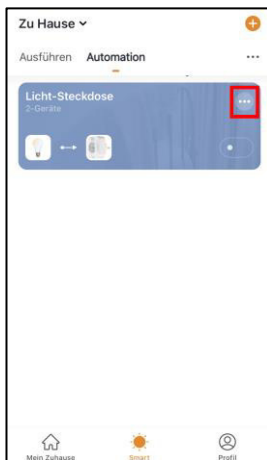 Zu Hause
Ausführen Automation
Licht-Steckdose
2-Geräte
Mein Zuhause Smart Profil